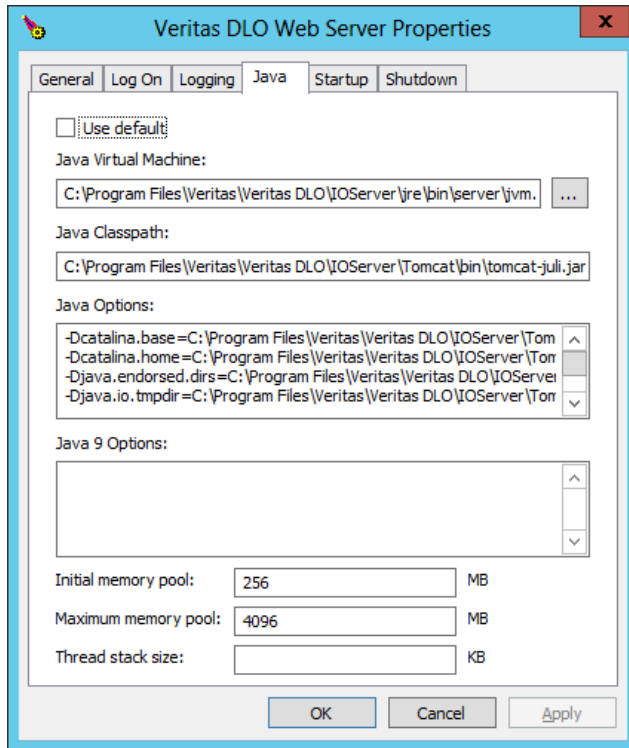 Veritas DLO Web Server Properties
x
General Log On Logging Java Startup Shutdown
Use default
Java Virtual Machine:
C:\Program Files\Veritas\Veritas DLO\IOServer\jre\bin\server\jvm. ...
Java Classpath:
C:\Program Files\Veritas\Veritas DLO\IOServer\Tomcat\bin\tomcat-juli.jar
Java Options:
-Dcatalina.base=C:\Program Files\Veritas\Veritas DLO\IOServer\Tom
-Dcatalina.home=C:\Program Files\Veritas\Veritas DLO\IOServer\Tom
-Djava.endorsed.dirs=C:\Program Files\Veritas\Veritas DLO\IOServer
-Djava.io.tmpdir=C:\Program Files\Veritas\Veritas DLO\IOServer\Tom
Java 9 Options:
Initial memory pool: 256 MB
Maximum memory pool: 4096 MB
Thread stack size: KB
OK Cancel Apply